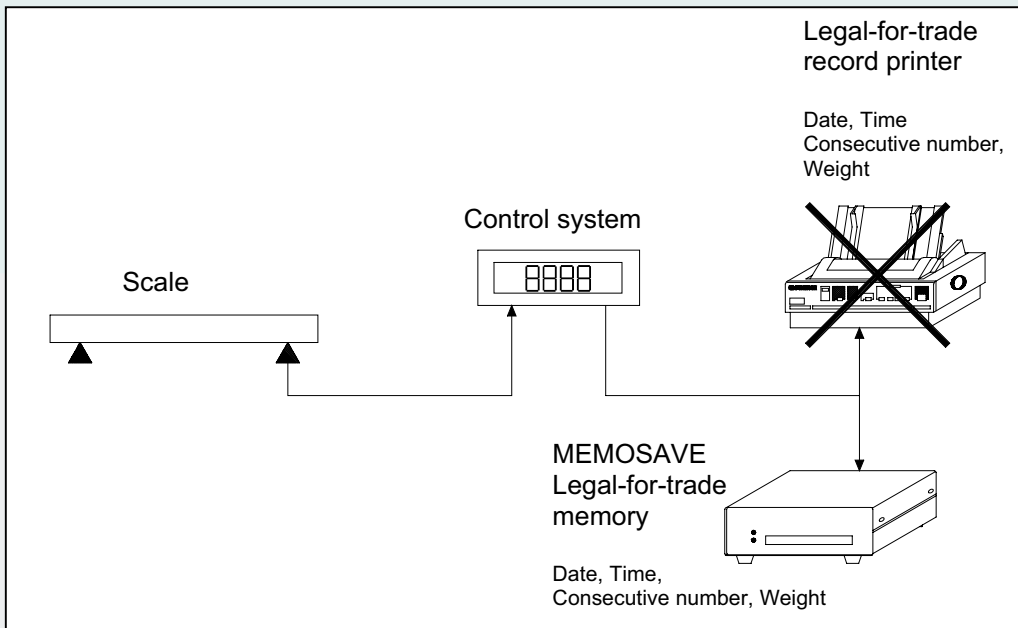 Legal-for-trade
record printer
Date, Time
Consecutive number,
Weight
Control system
8888
Scale
MEMOSAVE
Legal-for-trade
memory
Date, Time,
Consecutive number, Weight